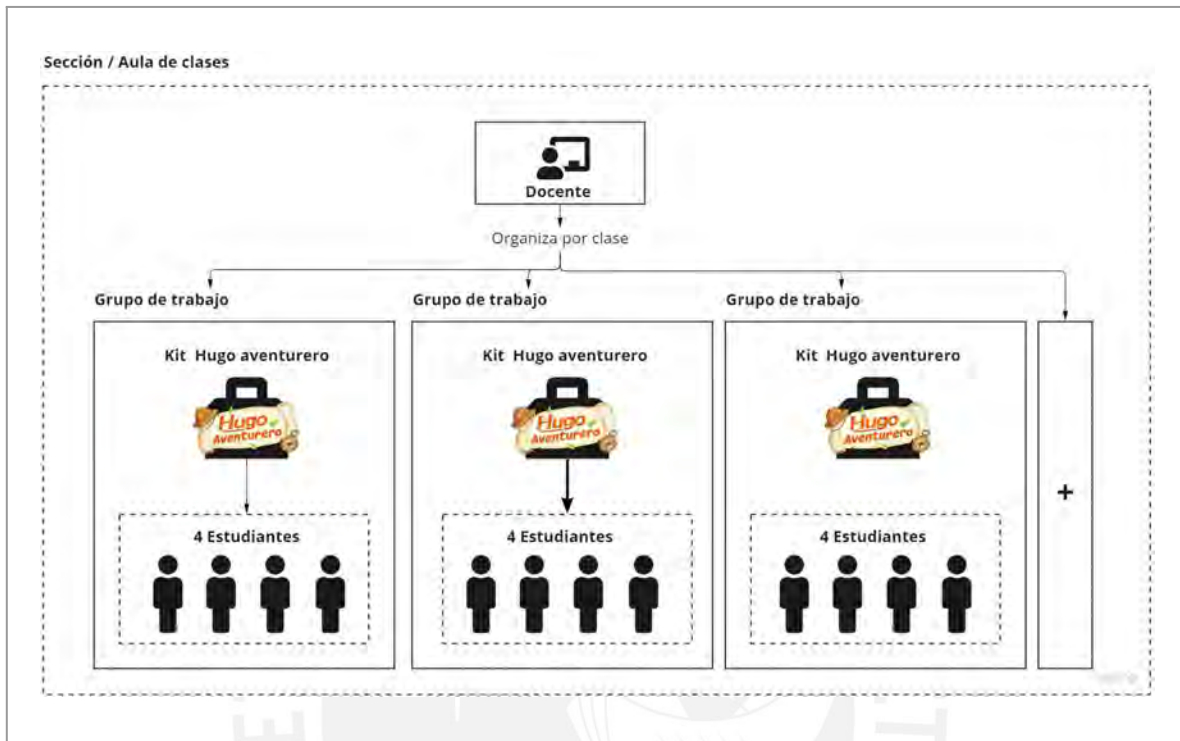 Sección / Aula de clases
Docente
Organiza por clase
Grupo de trabajo
Grupo de trabajo
Grupo de trabajo
Kit Hugo aventurero
Kit Hugo aventurero
Kit Hugo aventurero
Hugo
Aventurero
Hugo
Aventurero
Hugo
Aventurero
+
4 Estudiantes
4 Estudiantes
4 Estudiantes